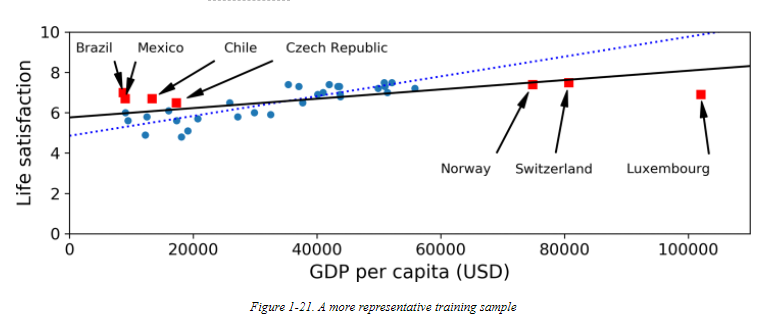 10
Brazil Mexico Chile Czech Republic
8
6
4
Norway Switzerland Luxembourg
2
0
0 20000 40000 60000 80000 100000
Life satisfaction
GDP per capita (USD)
Figure 1-21. A more representative training sample